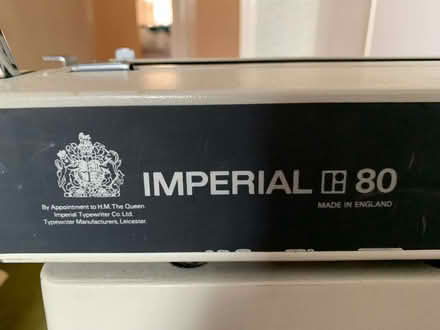 IMPERIAL 80
MADE IN ENGLAND
By Appointment to H.M. The Queen
Imperial Typewriter Co. Ltd.
Typewriter Manufacturers, Leicester.